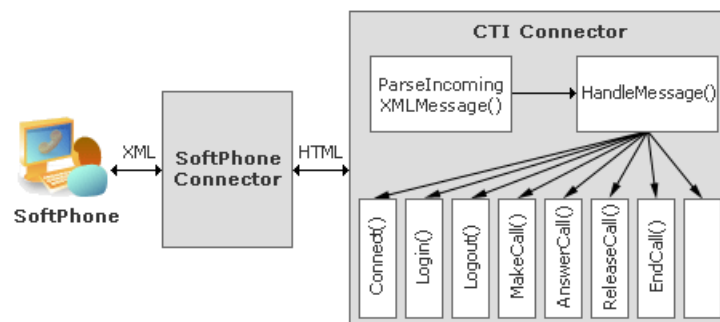 CTI Connector
ParseIncoming
XMLMessage()
HandleMessage()
XML
SoftPhone
Connector
HTML
SoftPhone
Connect()
Login()
Logout()
MakeCall()
AnswerCall()
ReleaseCall()
EndCall()